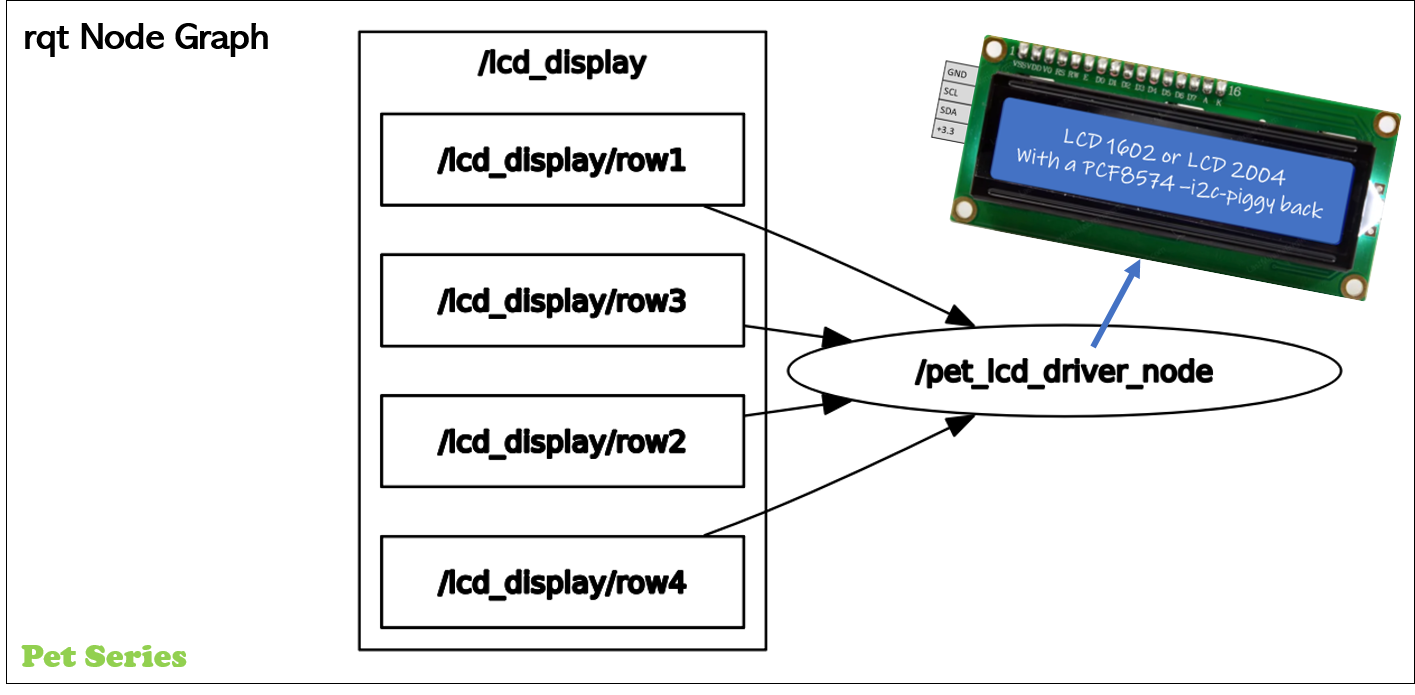 rqt Node Graph
/lcd_display
/lcd_display/row1
/lcd_display/row3
/lcd_display/row2
/lcd_display/row4
/pet_lcd_driver_node
GND
SCL
SDA
+3.3
1
VSS VDD VO RS RW E D0 D1 D2 D3 D4 D5 D6 D7 A K
16
LCD 1602 or LCD 2004
With a PCF8574 –i2c-piggy back
Pet Series